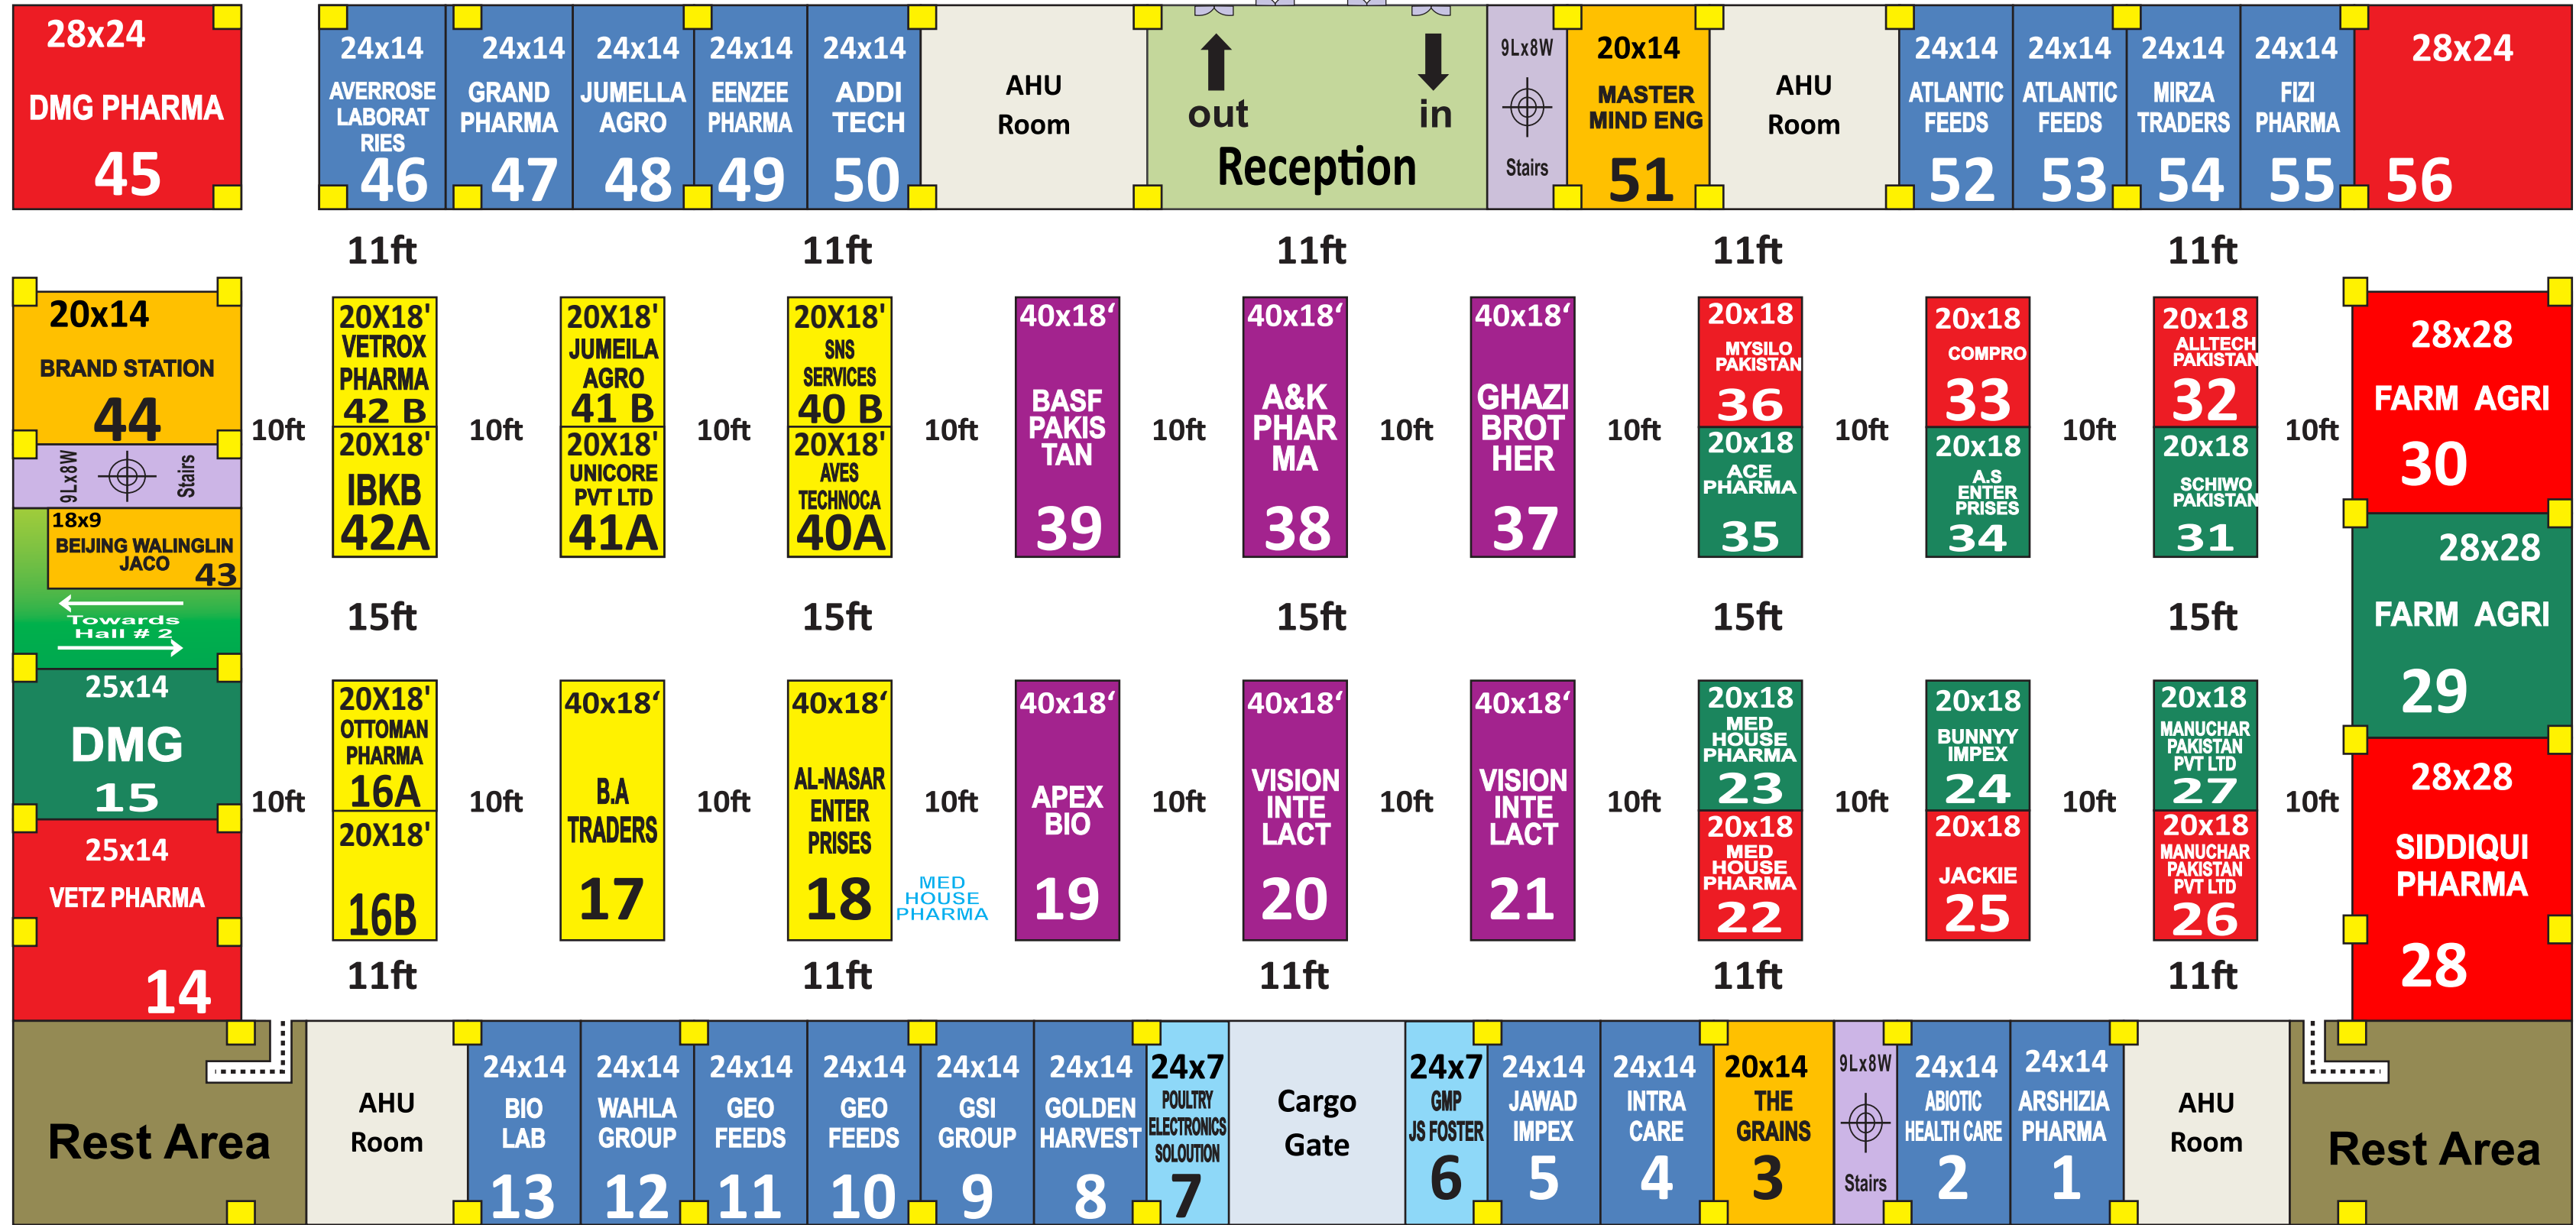 28x24
DMG PHARMA
45
24x14
AVERROSE
LABORAT
RIES
46
24x14
GRAND
PHARMA
47
24x14
JUMELLA
AGRO
48
24x14
EENZEE
PHARMA
49
24x14
ADDI
TECH
50
AHU
Room
out
in
Reception
9Lx8W
Stairs
20x14
MASTER
MIND ENG
51
AHU
Room
24x14
ATLANTIC
FEEDS
52
24x14
ATLANTIC
FEEDS
53
24x14
MIRZA
TRADERS
54
24x14
FIZI
PHARMA
55
28x24
56
11ft
11ft
11ft
11ft
11ft
20x14
BRAND STATION
44
9Lx8W
Stairs
18x9
BEIJING WALINGLIN
JACO
43
Towards
Hall # 2
10ft
20X18'
VETROX
PHARMA
42 B
20X18'
IBKB
42A
10ft
20X18'
JUMEILA
AGRO
41 B
20X18'
UNICORE
PVT LTD
41A
10ft
20X18'
SNS
SERVICES
40 B
20X18'
AVES
TECHNOCA
40A
10ft
40x18‘
BASF
PAKIS
TAN
39
10ft
40x18‘
A&K
PHAR
MA
38
10ft
40x18‘
GHAZI
BROT
HER
37
10ft
20x18
MYSILO
PAKISTAN
36
20x18
ACE
PHARMA
35
10ft
20x18
COMPRO
33
20x18
A.S
ENTER
PRISES
34
10ft
20x18
ALLTECH
PAKISTAN
32
20x18
SCHIWO
PAKISTAN
31
10ft
28x28
FARM AGRI
30
28x28
FARM AGRI
29
15ft
15ft
15ft
15ft
15ft
25x14
DMG
15
25x14
VETZ PHARMA
14
10ft
20X18'
OTTOMAN
PHARMA
16A
20X18'
16B
10ft
40x18‘
B.A
TRADERS
17
10ft
40x18‘
AL-NASAR
ENTER
PRISES
18
10ft
MED
HOUSE
PHARMA
40x18‘
APEX
BIO
19
10ft
40x18‘
VISION
INTE
LACT
20
10ft
40x18‘
VISION
INTE
LACT
21
10ft
20x18
MED
HOUSE
PHARMA
23
20x18
MED
HOUSE
PHARMA
22
10ft
20x18
BUNNYY
IMPEX
24
20x18
JACKIE
25
10ft
20x18
MANUCHAR
PAKISTAN
PVT LTD
27
20x18
MANUCHAR
PAKISTAN
PVT LTD
26
10ft
28x28
SIDDIQUI
PHARMA
28
11ft
11ft
11ft
11ft
11ft
Rest Area
AHU
Room
24x14
BIO
LAB
13
24x14
WAHLA
GROUP
12
24x14
GEO
FEEDS
11
24x14
GEO
FEEDS
10
24x14
GSI
GROUP
9
24x14
GOLDEN
HARVEST
8
24x7
POULTRY
ELECTRONICS
SOLOUTION
7
Cargo
Gate
24x7
GMP
JS FOSTER
6
24x14
JAWAD
IMPEX
5
24x14
INTRA
CARE
4
20x14
THE
GRAINS
3
9Lx8W
Stairs
24x14
ABIOTIC
HEALTH CARE
2
24x14
ARSHIZIA
PHARMA
1
AHU
Room
Rest Area